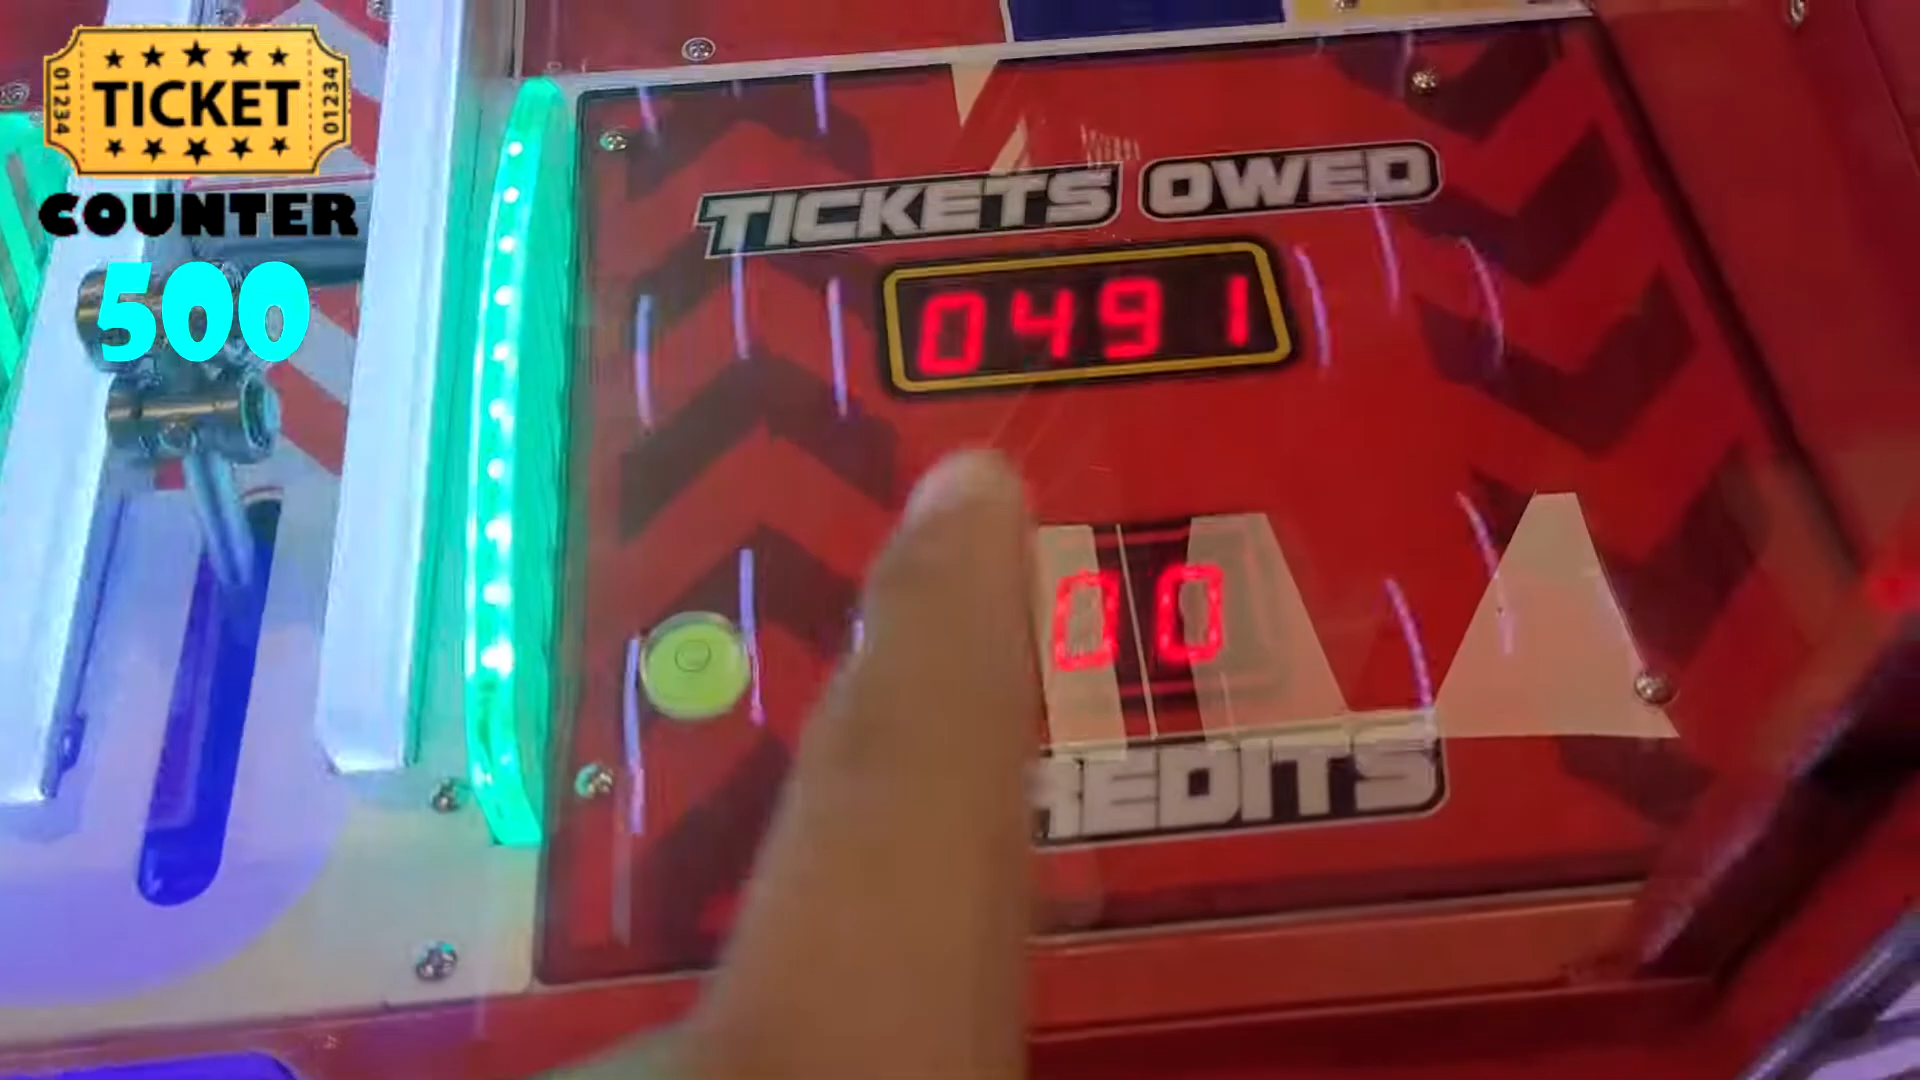 01234 TICKET 01234
COUNTER
500
TICKETS OWED
0491
00
REDITS